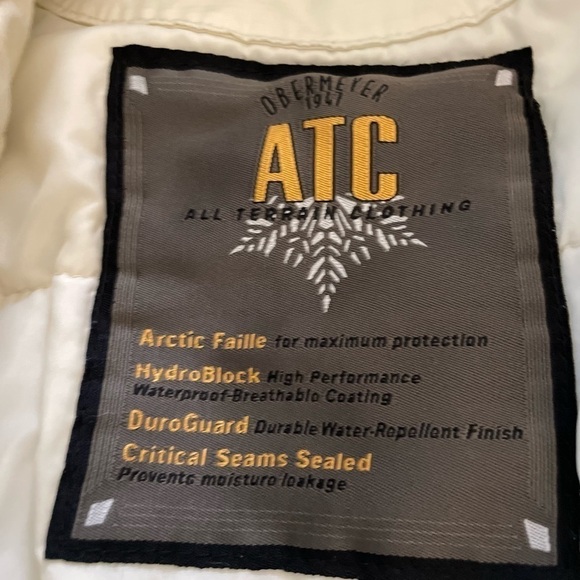 OBERMEYER
1947
ATC
ALL TERRAIN CLOTHING
Arctic Faille for maximum protection
HydroBlock High Performance
Waterproof-Breathable Coating
DuroGuard Durable Water-Repellent Finish
Critical Seams Sealed
Prevents moisture leakage